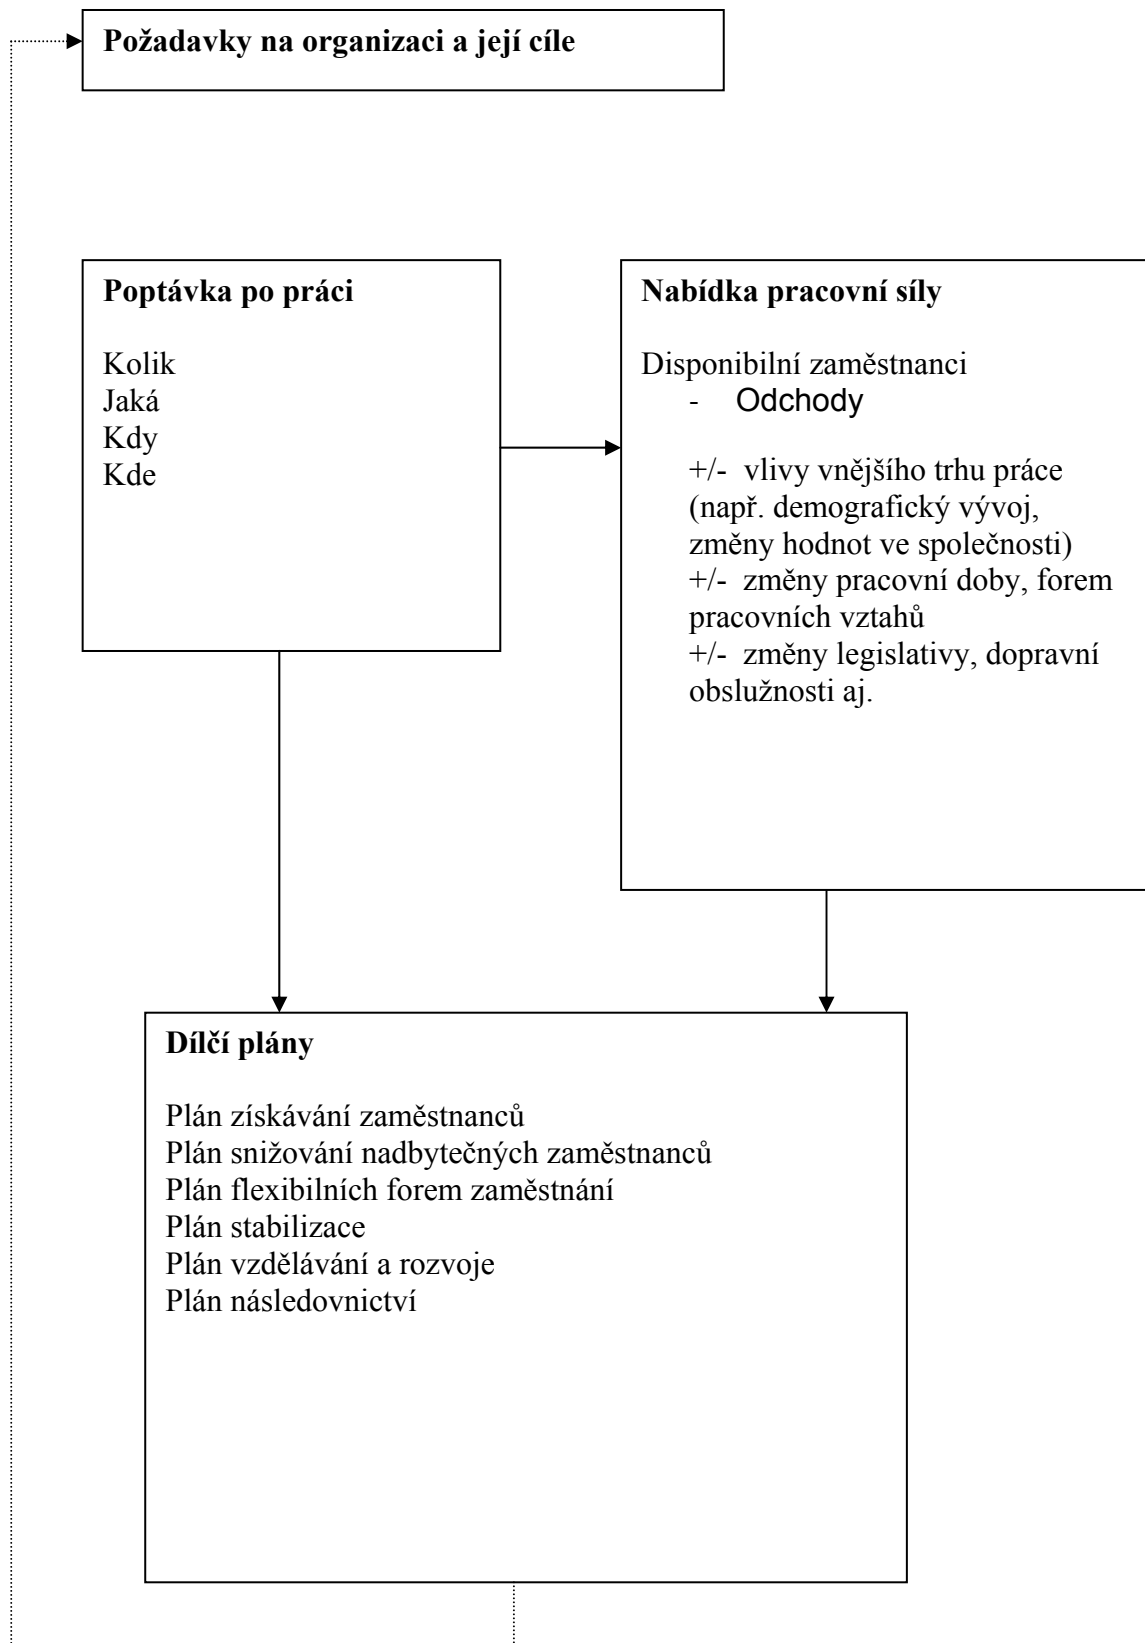 Požadavky na organizaci a její cíle
Poptávka po práci
Kolik
Jaká
Kdy
Kde
Nabídka pracovní síly
Disponibilní zaměstnanci
- Odchody
+/- vlivy vnějšího trhu práce
(např. demografický vývoj,
změny hodnot ve společnosti)
+/- změny pracovní doby, forem
pracovních vztahů
+/- změny legislativy, dopravní
obslužnosti aj.
Dílčí plány
Plán získávání zaměstnanců
Plán snižování nadbytečných zaměstnanců
Plán flexibilních forem zaměstnání
Plán stabilizace
Plán vzdělávání a rozvoje
Plán následovnictví